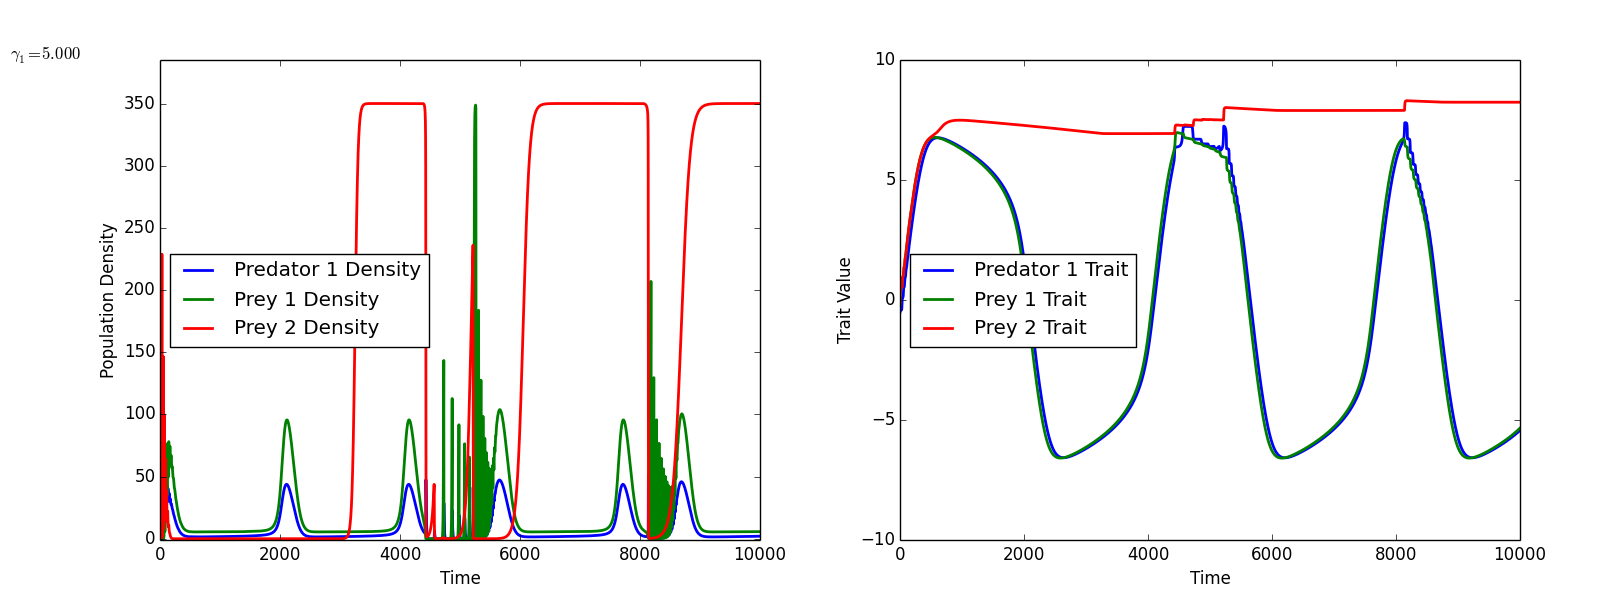 γ₁=5.000
Population Density
350
300
250
200
150
100
50
0
Predator 1 Density
Prey 1 Density
Prey 2 Density
0 2000 4000 6000 8000 10000
Time
Trait Value
10
5
0
−5
−10
Predator 1 Trait
Prey 1 Trait
Prey 2 Trait
0 2000 4000 6000 8000 10000
Time